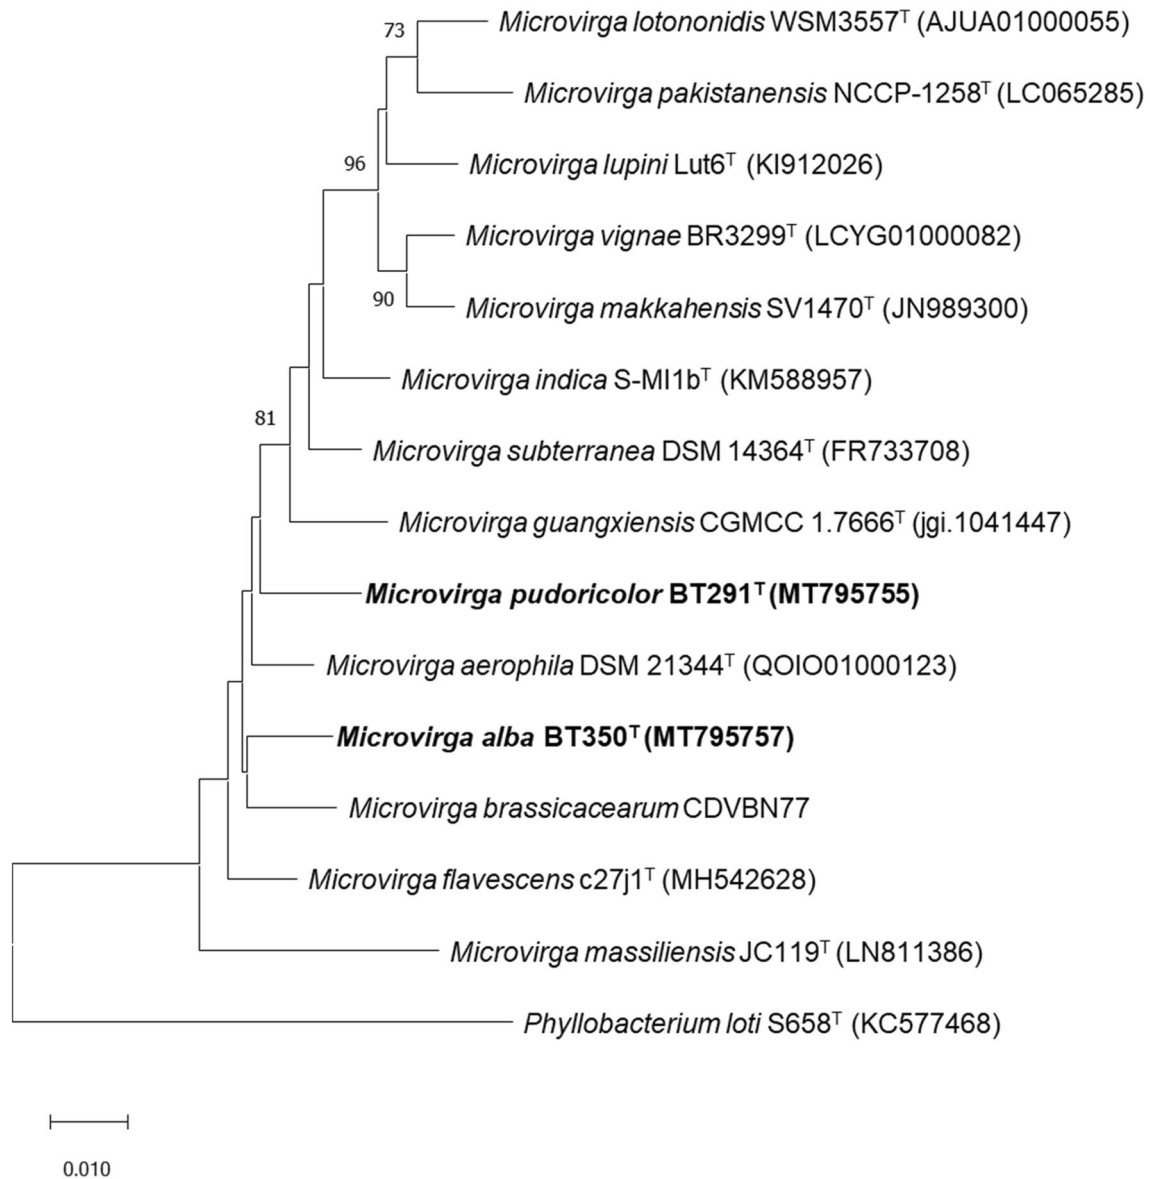 73
Microvirga lotononidis WSM3557ᵀ (AJUA01000055)
Microvirga pakistanensis NCCP-1258ᵀ (LC065285)
96
Microvirga lupini Lut6ᵀ (KI912026)
Microvirga vignae BR3299ᵀ (LCYG01000082)
90
Microvirga makkahensis SV1470ᵀ (JN989300)
Microvirga indica S-MI1bᵀ (KM588957)
81
Microvirga subterranea DSM 14364ᵀ (FR733708)
Microvirga guangxiensis CGMCC 1.7666ᵀ (jgi.1041447)
Microvirga pudoricolor BT291ᵀ (MT795755)
Microvirga aerophila DSM 21344ᵀ (QOIO01000123)
Microvirga alba BT350ᵀ (MT795757)
Microvirga brassicacearum CDVBN77
Microvirga flavescens c27j1ᵀ (MH542628)
Microvirga massiliensis JC119ᵀ (LN811386)
Phyllobacterium loti S658ᵀ (KC577468)
0.010